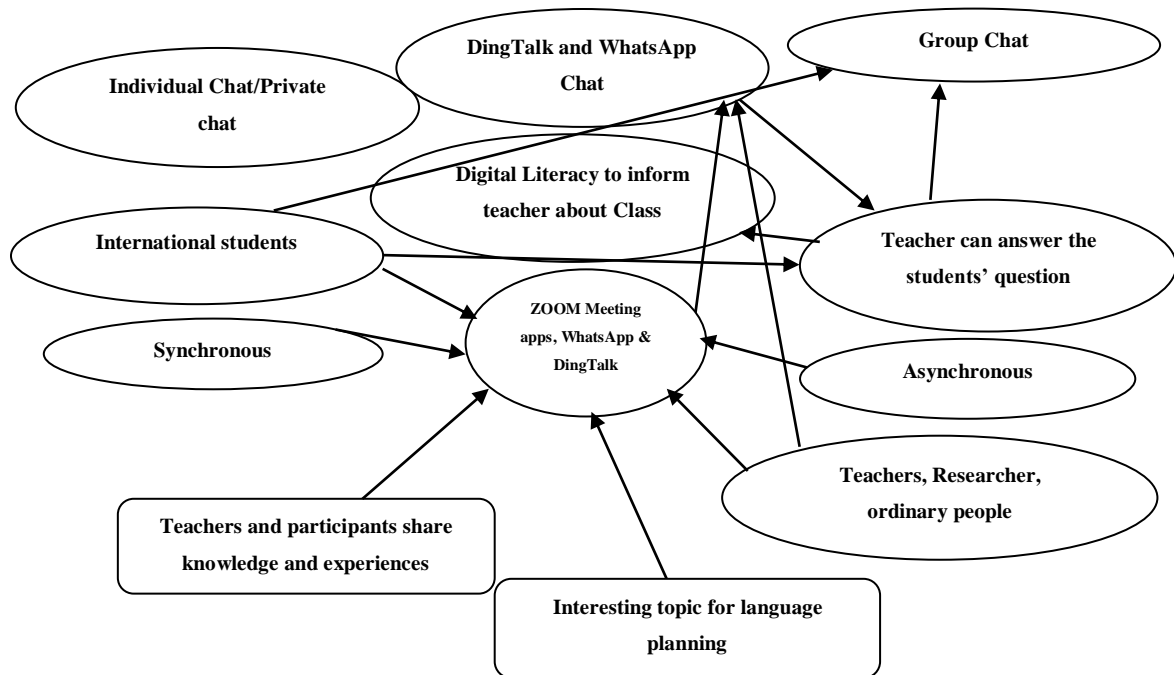 DingTalk and WhatsApp
Chat
Group Chat
Individual Chat/Private
chat
Digital Literacy to inform
teacher about Class
International students
Teacher can answer the
students’ question
ZOOM Meeting
apps, WhatsApp &
DingTalk
Synchronous
Asynchronous
Teachers, Researcher,
ordinary people
Teachers and participants share
knowledge and experiences
Interesting topic for language
planning